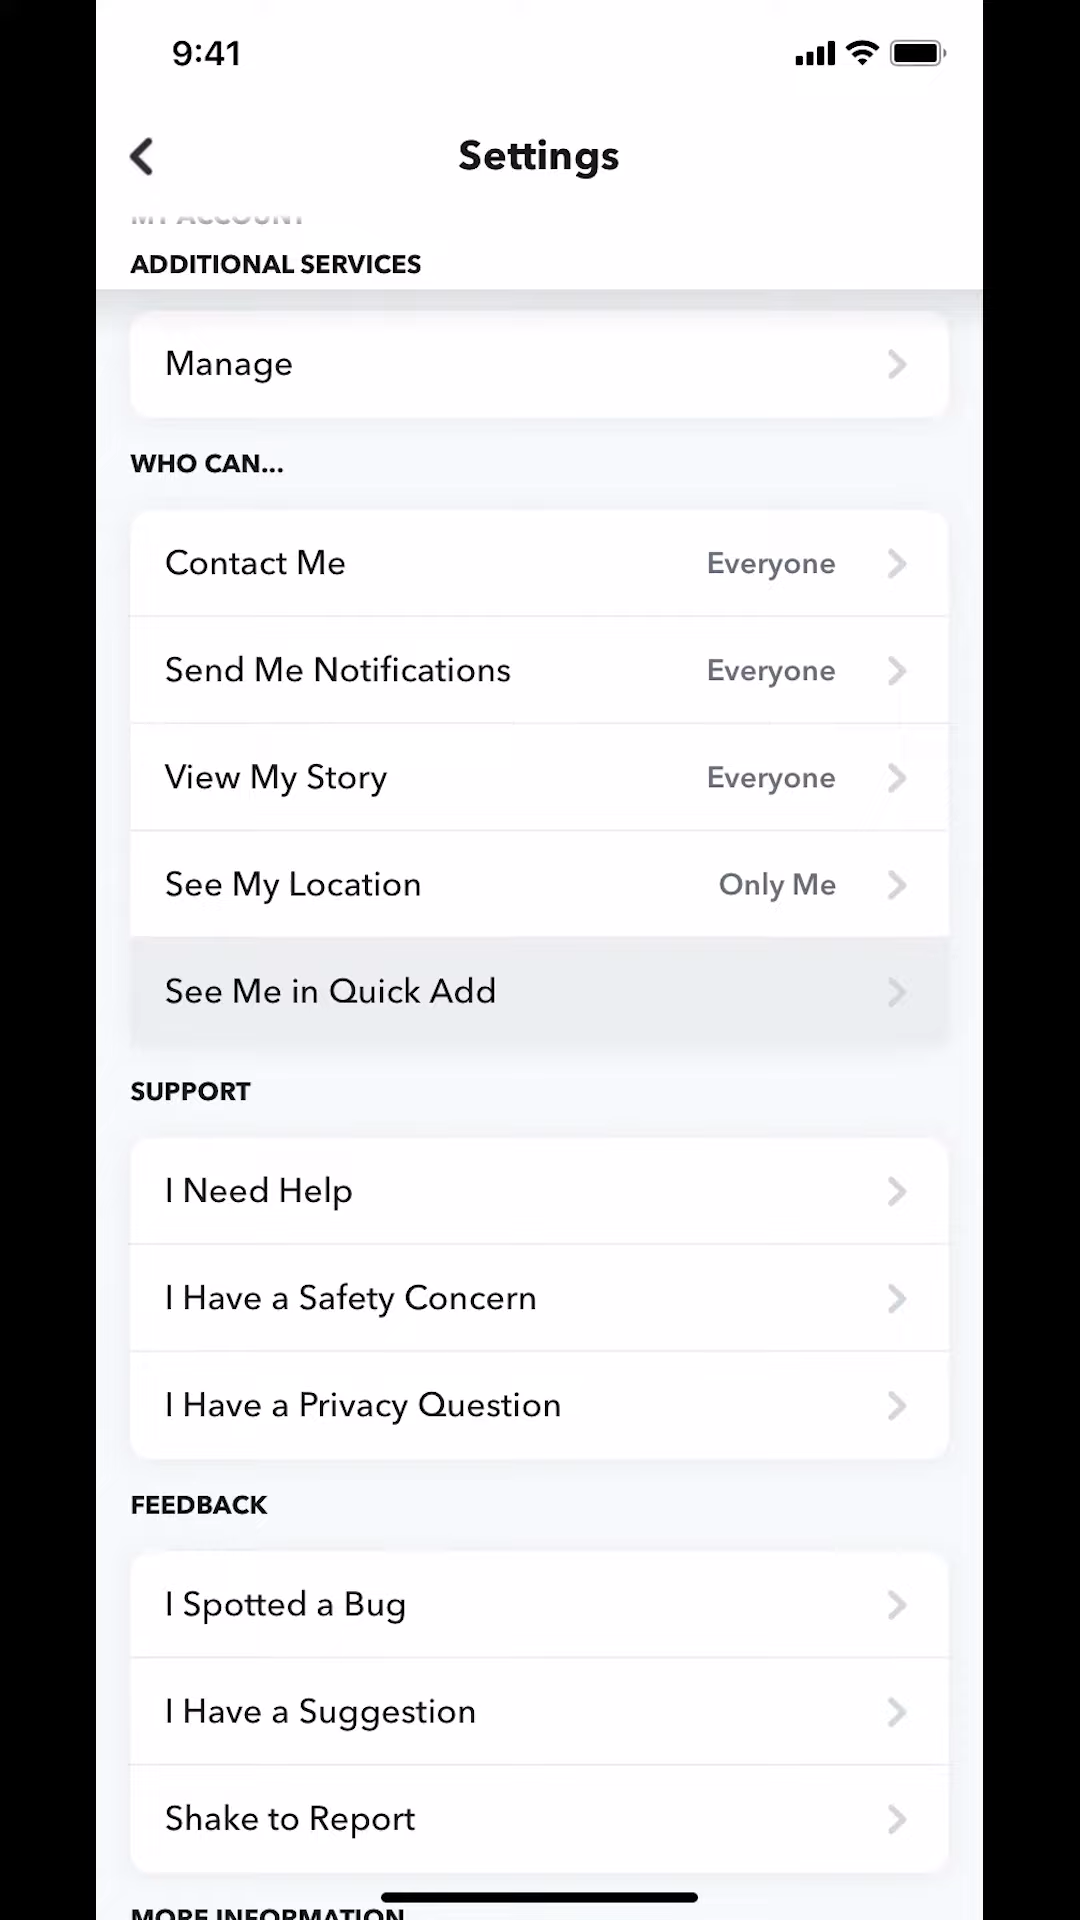 9:41
Settings
MY ACCOUNT
ADDITIONAL SERVICES
Manage
WHO CAN...
Contact Me Everyone
Send Me Notifications Everyone
View My Story Everyone
See My Location Only Me
See Me in Quick Add
SUPPORT
I Need Help
I Have a Safety Concern
I Have a Privacy Question
FEEDBACK
I Spotted a Bug
I Have a Suggestion
Shake to Report
MORE INFORMATION